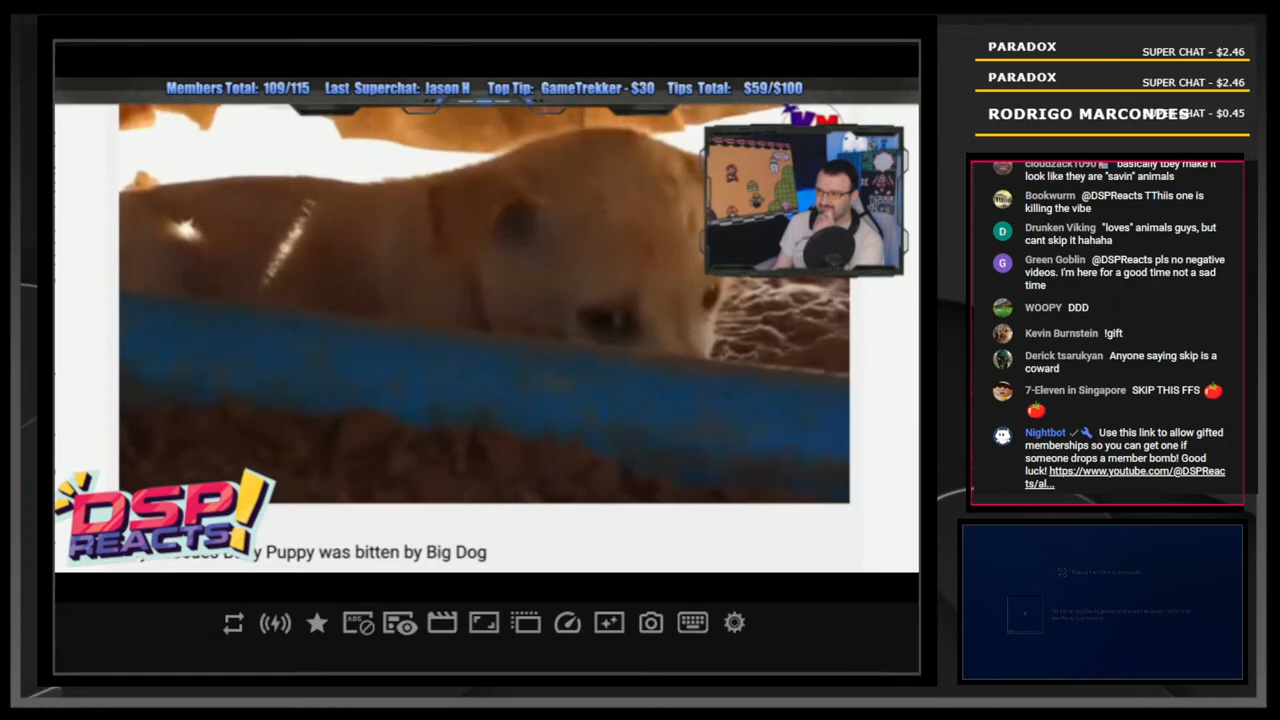 Members Total: 109/115 Last Superchat: Jason H Top Tip: GameTrekker - $30 Tips Total: $59/$100
DSP!
REACTS
Puppy was bitten by Big Dog
ADS
PARADOX SUPER CHAT - $2.46
PARADOX SUPER CHAT - $2.46
RODRIGO MARCONDES SUPER CHAT - $0.45
cloudzack1090 basically tbey make it
look like they are "savin" animals
Bookwurm @DSPReacts TThiis one is
killing the vibe
D Drunken Viking "loves" animals guys, but
cant skip it hahaha
G Green Goblin @DSPReacts pls no negative
videos. I'm here for a good time not a sad
time
WOOPY DDD
Kevin Burnstein !gift
Derick tsarukyan Anyone saying skip is a
coward
7-Eleven in Singapore SKIP THIS FFS
Nightbot Use this link to allow gifted
memberships so you can get one if
someone drops a member bomb! Good
luck! https://www.youtube.com/@DSPReac
ts/al...